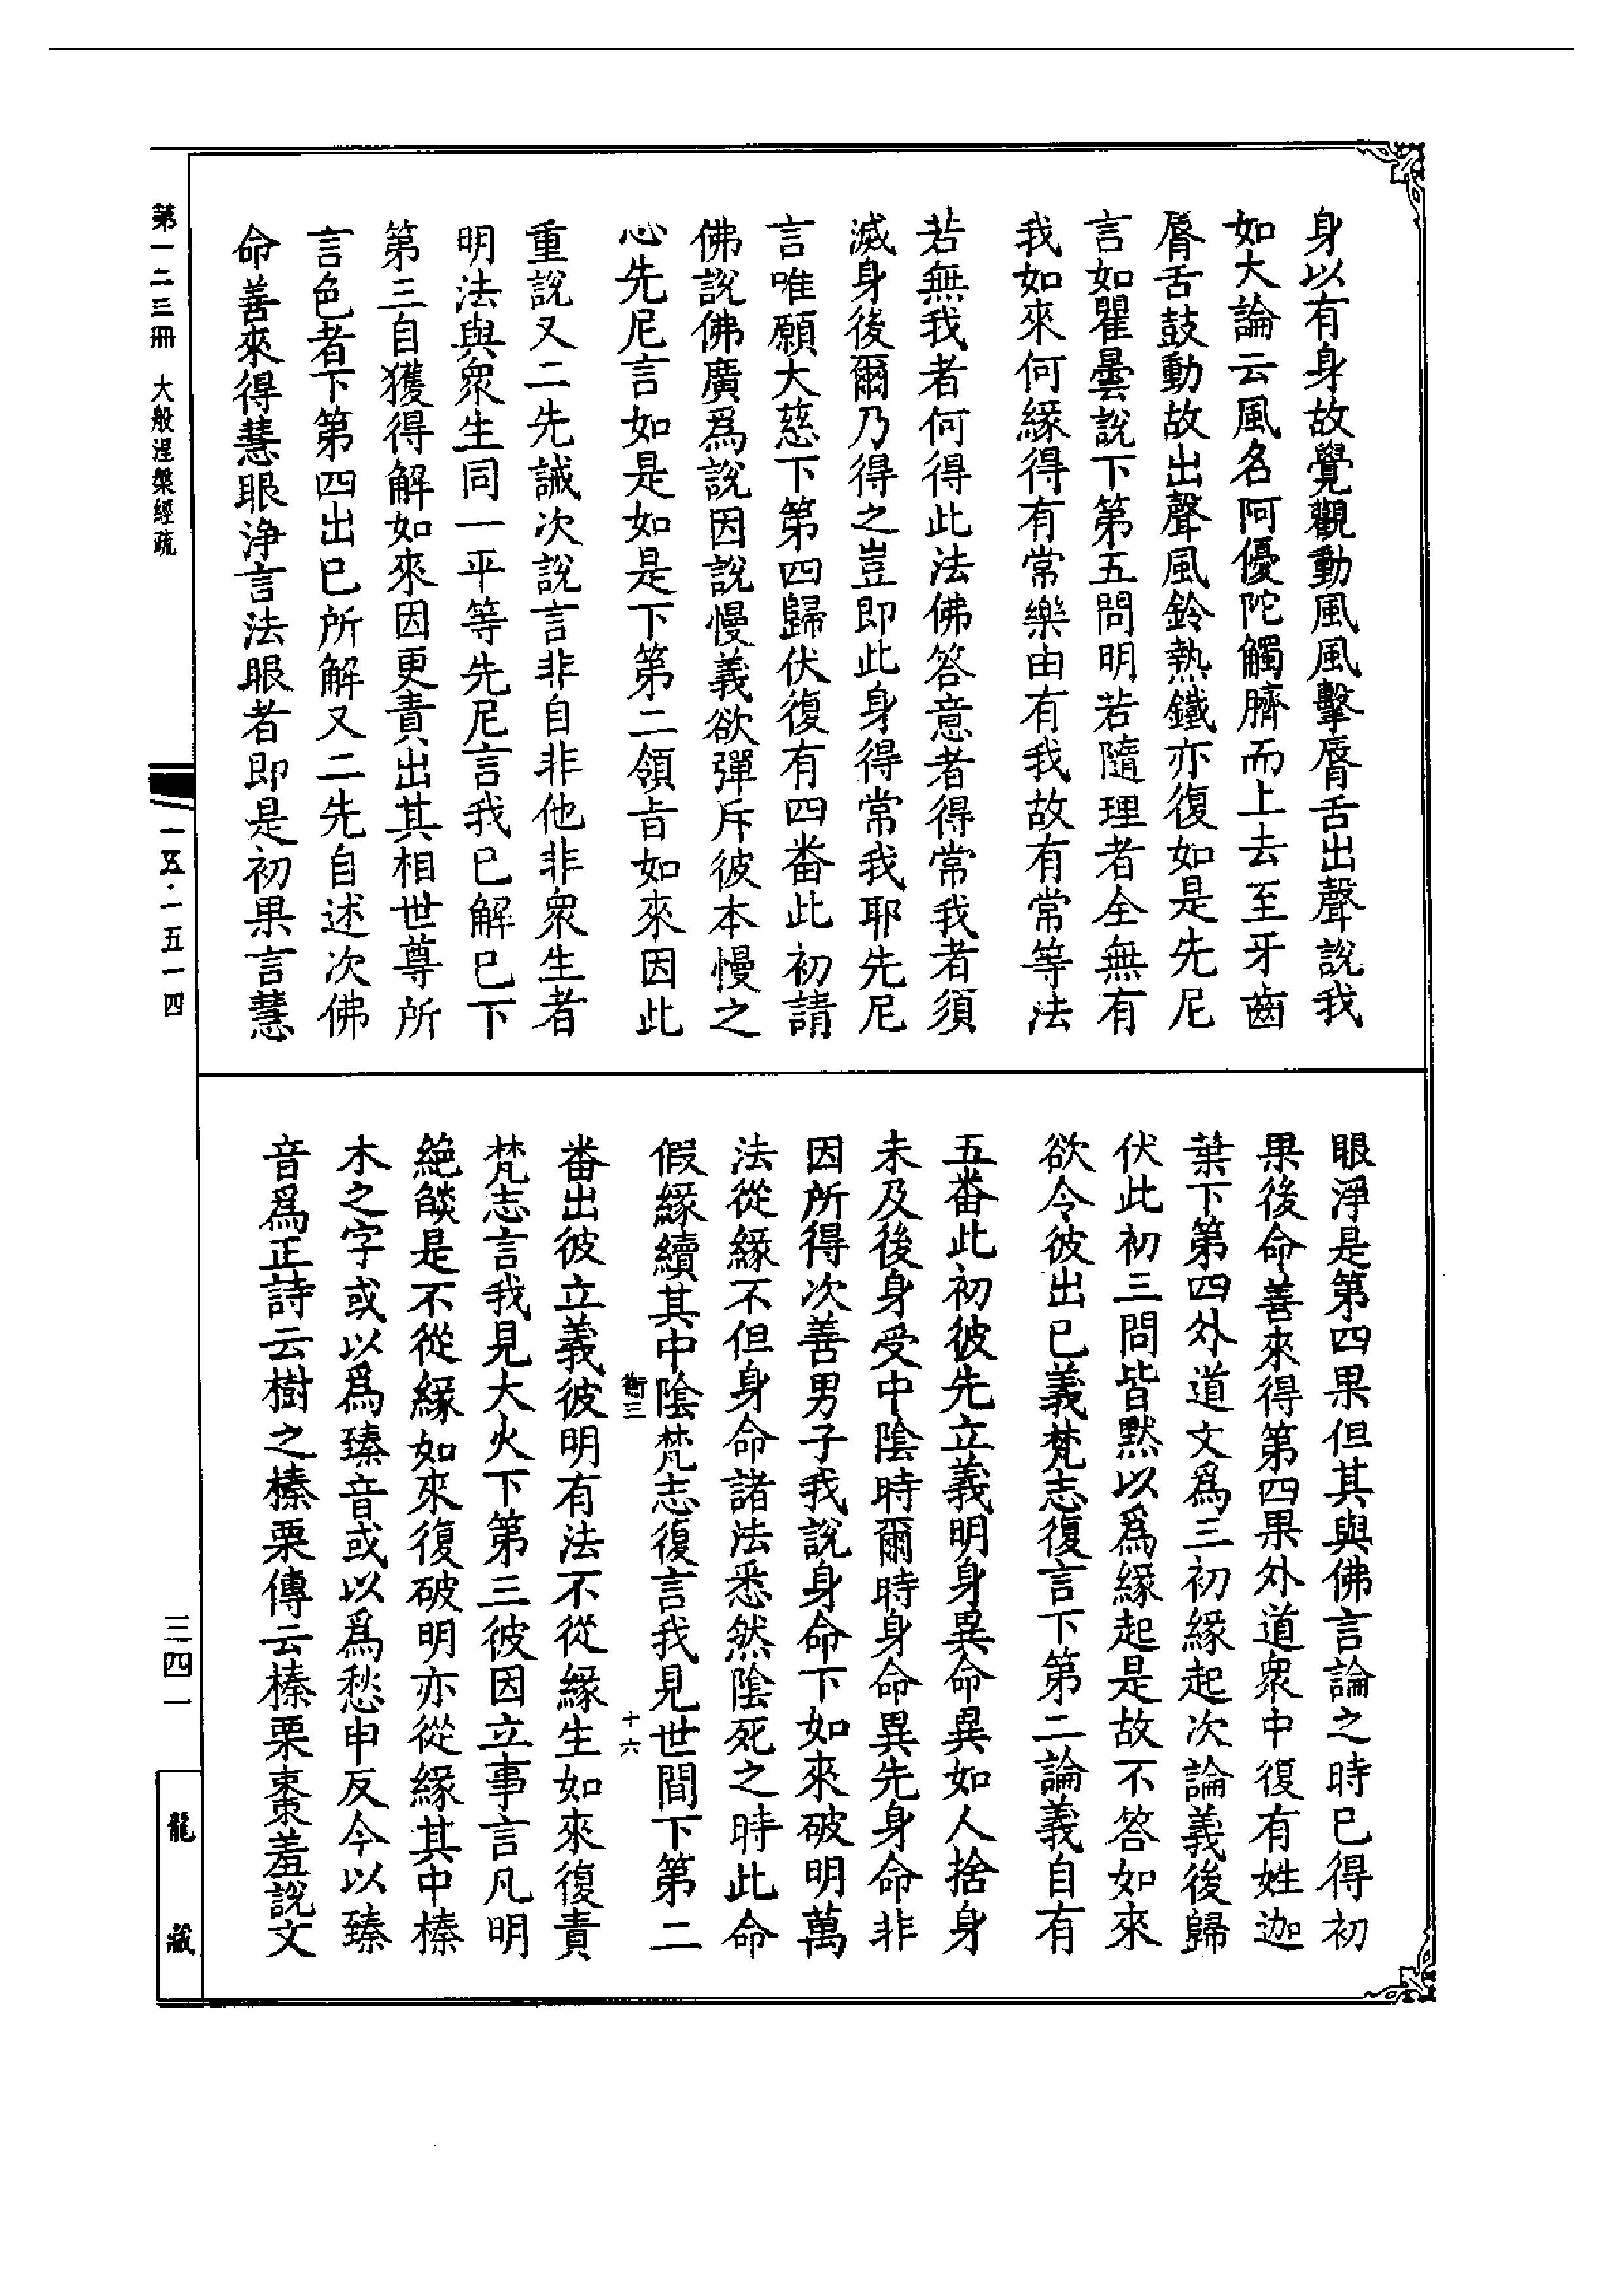 身以有身故覺觀動風風擊脣舌出聲說我
如大論云風名阿優陀觸臍而上去至牙齒
脣舌鼓動故出聲風鈴熱鐵亦復如是先尼
言如瞿曇說下第五問明若隨理者全無有
我如來何緣得有常樂由有我故有常等法
若無我者何得此法佛答意者得常我者須
滅身後爾乃得之豈即此身得常我耶先尼
言唯願大慈下第四歸伏復有四番此初請
佛說佛廣爲說因說慢義欲彈斥彼本慢之
心先尼言如是如是下第二領旨如來因此
重說又二先誡次說言非自非他非衆生者
明法與衆生同一平等先尼言我已解已下
第三自獲得解如來因更責出其相世尊所
言色者下第四出已所解又二先自述次佛
命善來得慧眼淨言法眼者即是初果言慧
眼淨是第四果但其與佛言論之時已得初
果後命善來得第四果外道衆中復有姓迦
葉下第四外道文爲三初緣起次論義後歸
伏此初三問皆默以爲緣起是故不答如來
欲令彼出已義梵志復言下第二論義自有
五番此初彼先立義明身異命異如人捨身
未及後身受中陰時爾時身命異先身命非
因所得次善男子我說身命下如來破明萬
法從緣不但身命諸法悉然陰死之時此命
假緣續其中陰梵志復言我見世間下第二
衡三 十六
番出彼立義彼明有法不從緣生如來復責
梵志言我見大火下第三彼因立事言凡明
絕燄是不從緣如來復破明亦從緣其中榛
木之字或以爲臻音或以爲愁申反今以臻
音爲正詩云樹之榛栗傳云榛栗棗羞說文
第一二三冊 大般涅槃經疏
一五·一五一四
三四一
龍藏